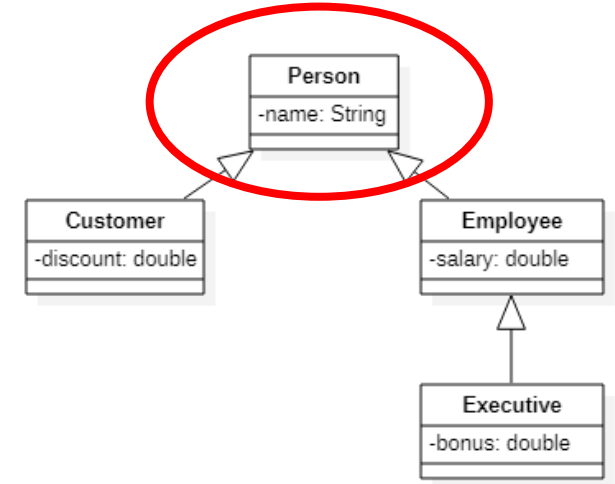 Person
-name: String
Customer
-discount: double
Employee
-salary: double
Executive
-bonus: double